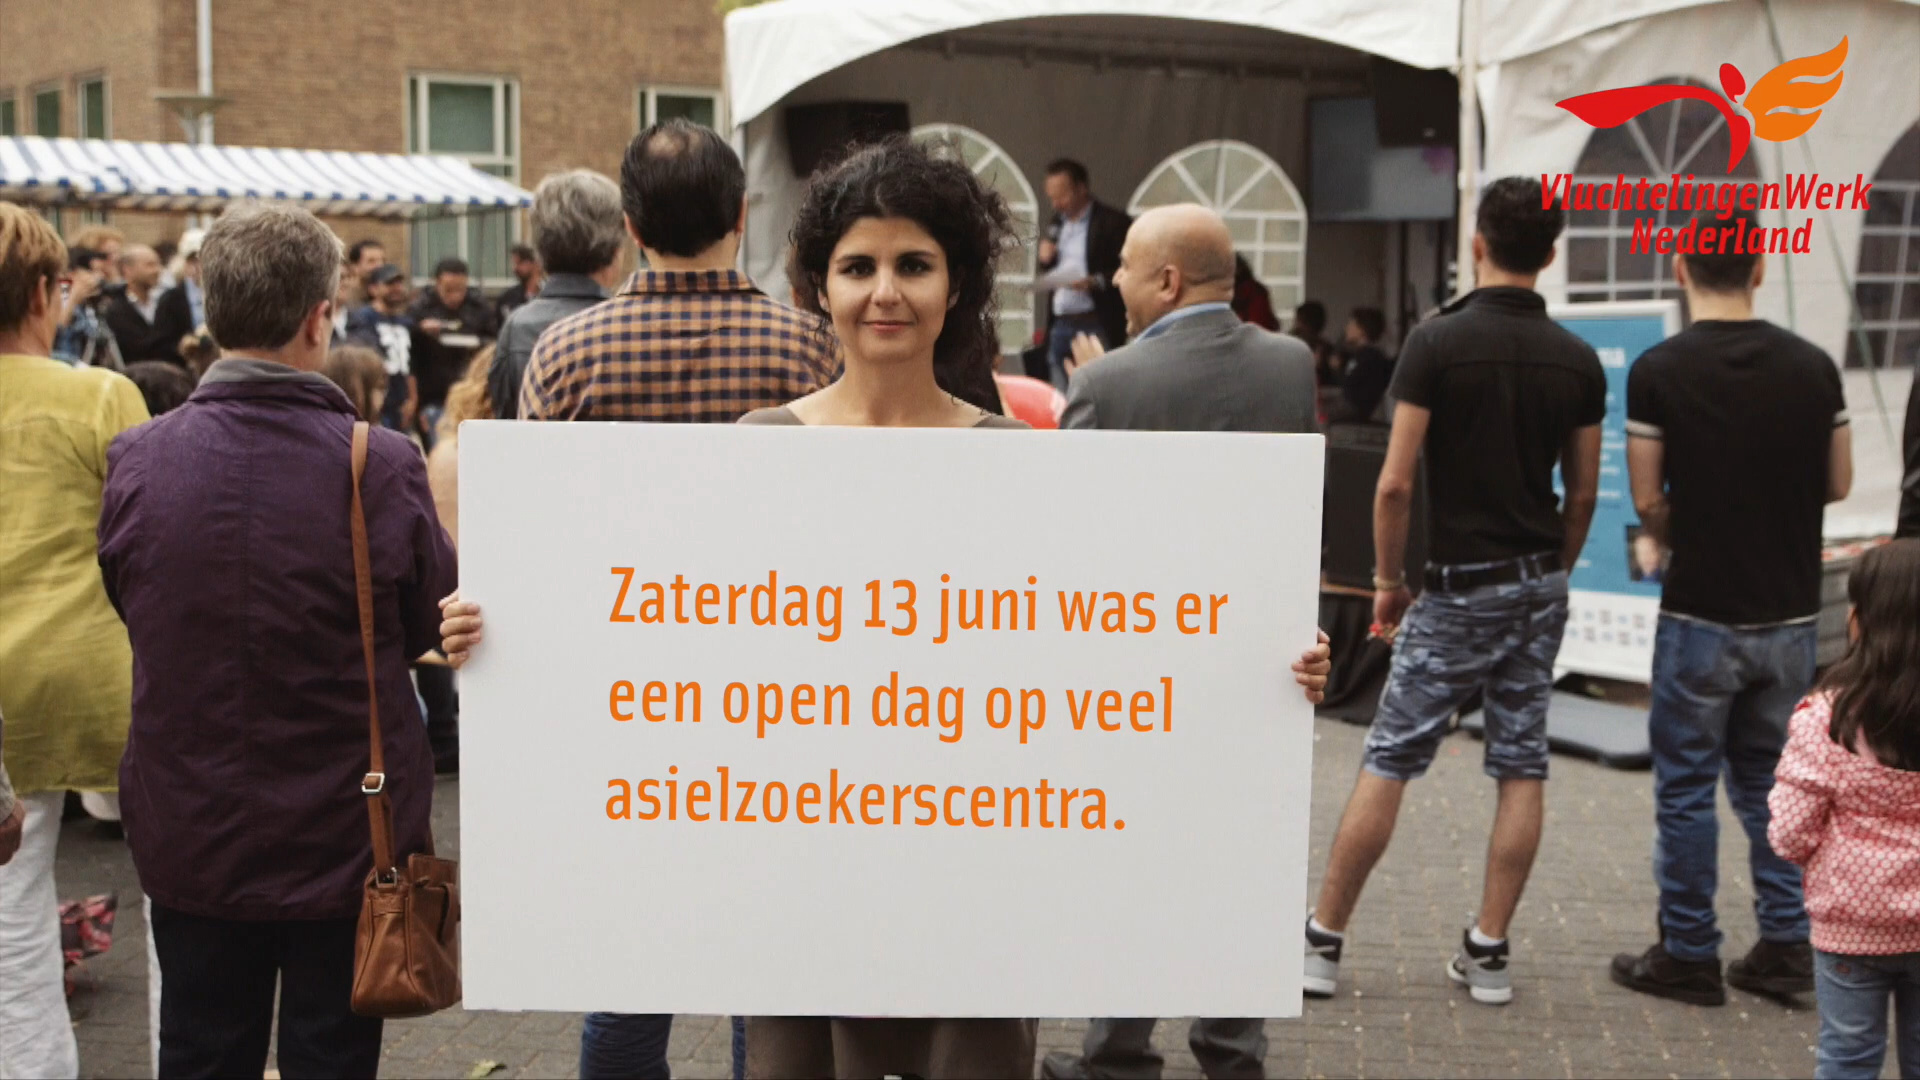 VluchtelingenWerk
Nederland
Zaterdag 13 juni was er
een open dag op veel
asielzoekerscentra.